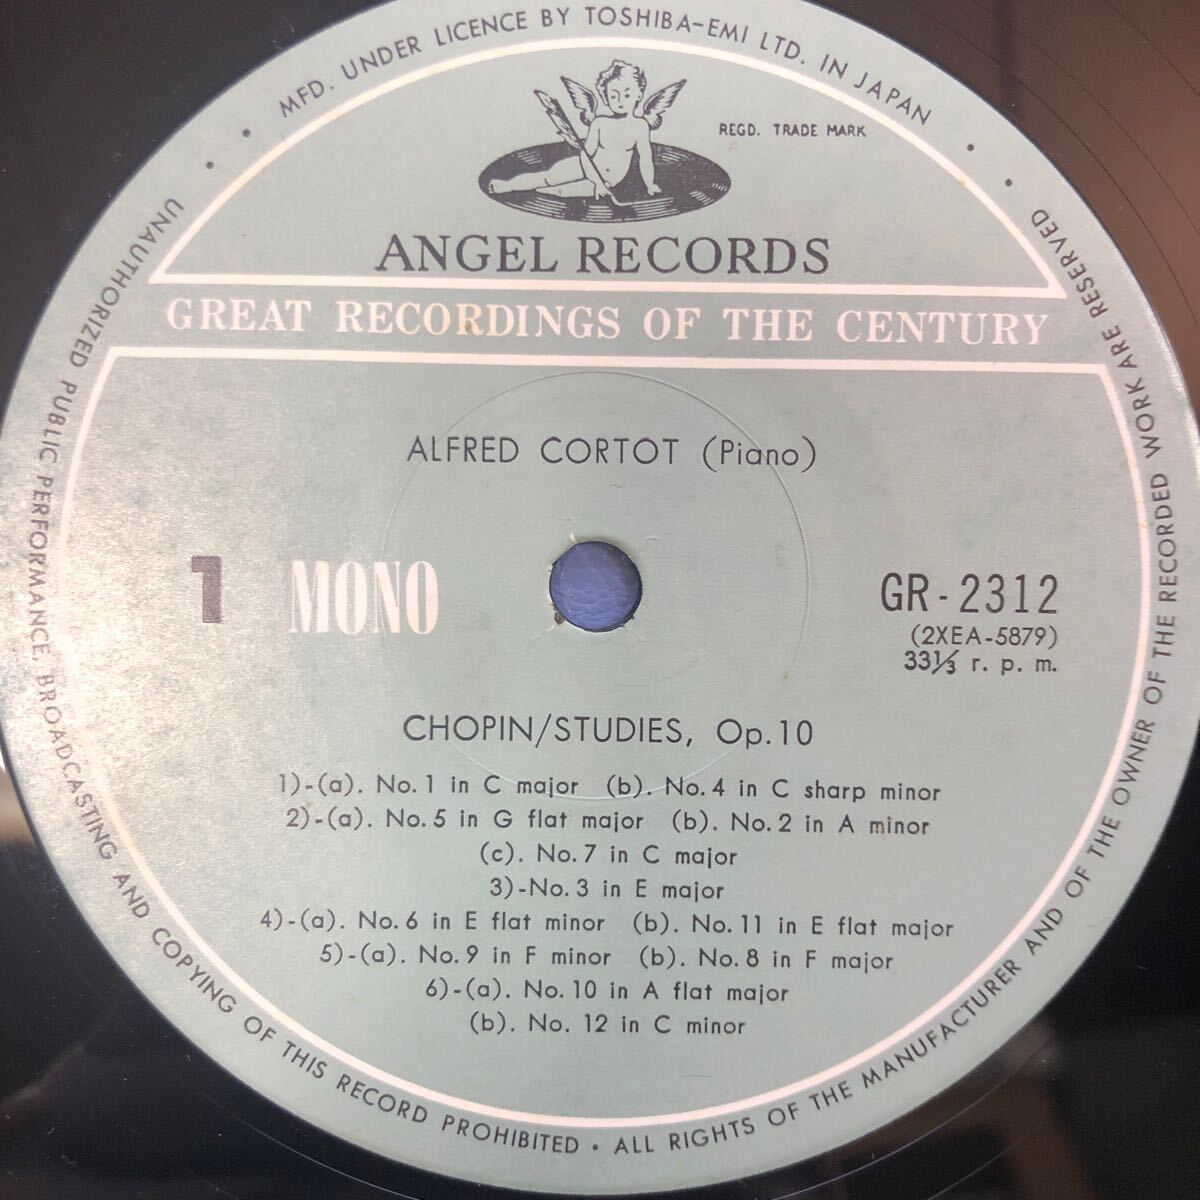 MFD. UNDER LICENCE BY TOSHIBA-EMI LTD. IN JAPAN
REGD. TRADE MARK
ANGEL RECORDS
GREAT RECORDINGS OF THE CENTURY
ALFRED CORTOT (Piano)
1 MONO
GR-2312
(2XEA-5879)
33⅓ r. p. m.
CHOPIN/STUDIES, Op. 10
1)-(a). No. 1 in C major (b). No. 4 in C sharp minor
2)-(a). No. 5 in G flat major (b). No. 2 in A minor
(c). No. 7 in C major
3)-No. 3 in E major
4)-(a). No. 6 in E flat minor (b). No. 11 in E flat major
5)-(a). No. 9 in F minor (b). No. 8 in F major
6)-(a). No. 10 in A flat major
(b). No. 12 in C minor
UNAUTHORIZED PUBLIC PERFORMANCE, BROADCASTING AND COPYING OF THIS RECORD PROHIBITED • ALL RIGHTS OF THE MANUFACTURER AND OF THE OWNER OF THE RECORDED WORK ARE RESERVED